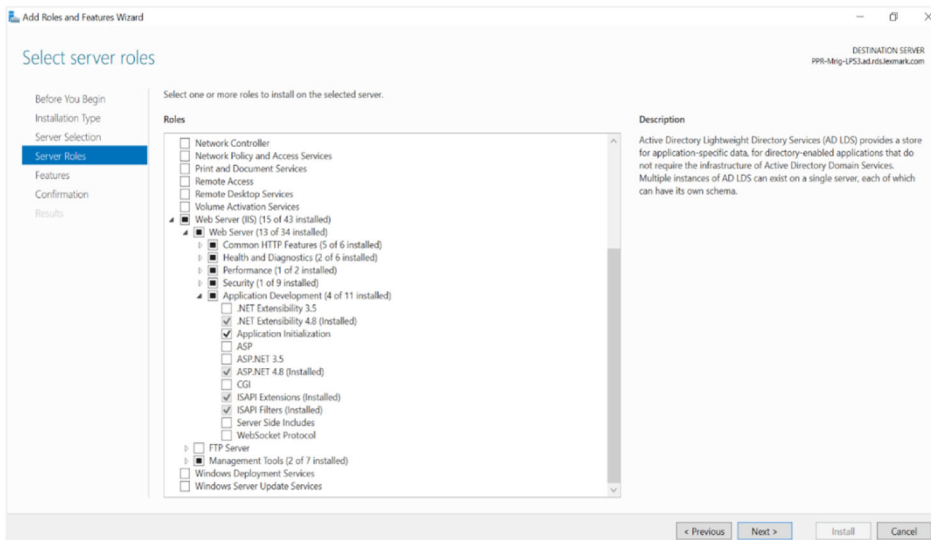 Add Roles and Features Wizard
Select server roles
DESTINATION SERVER
PPR-Mrig-LPS3.ad.rds.lexmark.com
Before You Begin
Installation Type
Server Selection
Server Roles
Features
Confirmation
Results
Select one or more roles to install on the selected server.
Roles
Network Controller
Network Policy and Access Services
Print and Document Services
Remote Access
Remote Desktop Services
Volume Activation Services
Web Server (IIS) (15 of 43 installed)
Web Server (13 of 34 installed)
Common HTTP Features (5 of 6 installed)
Health and Diagnostics (2 of 6 installed)
Performance (1 of 2 installed)
Security (1 of 9 installed)
Application Development (4 of 11 installed)
.NET Extensibility 3.5
.NET Extensibility 4.8 (Installed)
Application Initialization
ASP
ASP.NET 3.5
ASP.NET 4.8 (Installed)
CGI
ISAPI Extensions (Installed)
ISAPI Filters (Installed)
Server Side Includes
WebSocket Protocol
FTP Server
Management Tools (2 of 7 installed)
Windows Deployment Services
Windows Server Update Services
Description
Active Directory Lightweight Directory Services (AD LDS) provides a store
for application-specific data, for directory-enabled applications that do
not require the infrastructure of Active Directory Domain Services.
Multiple instances of AD LDS can exist on a single server, each of which
can have its own schema.
< Previous
Next >
Install
Cancel